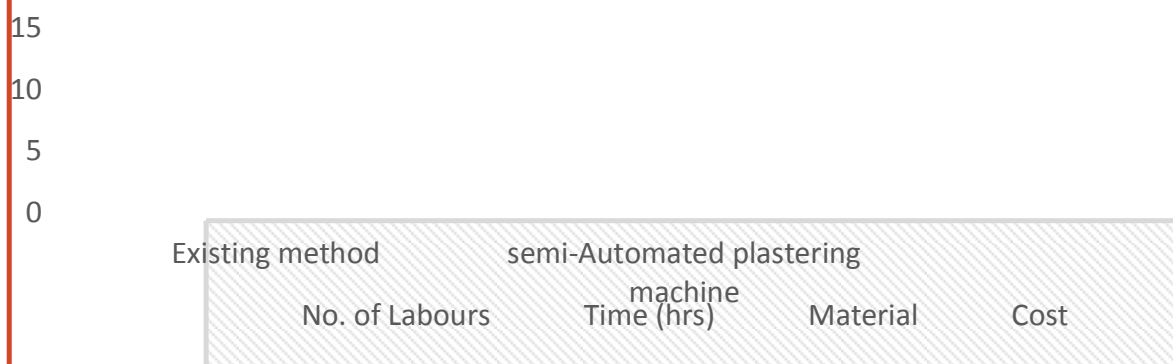 15
10
5
0
Existing method semi-Automated plastering
machine
No. of Labours Time (hrs) Material Cost